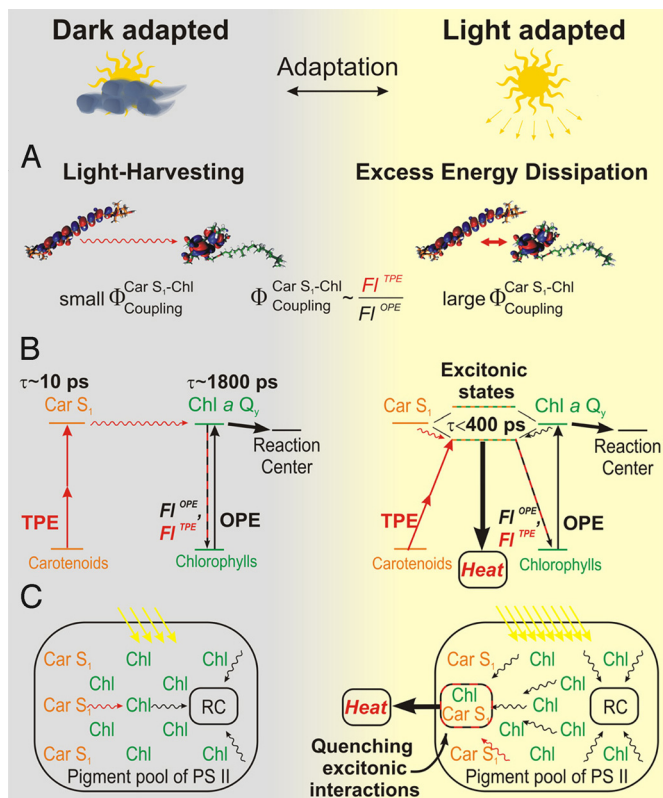 Dark adapted
Light adapted
Adaptation
A
Light-Harvesting
Excess Energy Dissipation
small Φ Car S1-Chl Coupling
Φ Car S1-Chl Coupling ~ Fl TPE / Fl OPE
large Φ Car S1-Chl Coupling
B
τ~10 ps
τ~1800 ps
Car S1
Chl a Qy
Reaction
Center
TPE
Fl OPE,
Fl TPE
OPE
Carotenoids
Chlorophylls
Excitonic
states
Car S1
τ<400 ps
Chl a Qy
Reaction
Center
TPE
Fl OPE,
Fl TPE
OPE
Carotenoids
Heat
Chlorophylls
C
Car S1
Chl
Chl
Chl
Chl
Car S1
Chl
RC
Chl
Chl
Car S1
Chl
Chl
Pigment pool of PS II
Car S1
Chl
Chl
Chl
Heat
Chl
Car S1
Chl
RC
Chl
Chl
Car S1
Chl
Quenching
excitonic
interactions
Pigment pool of PS II